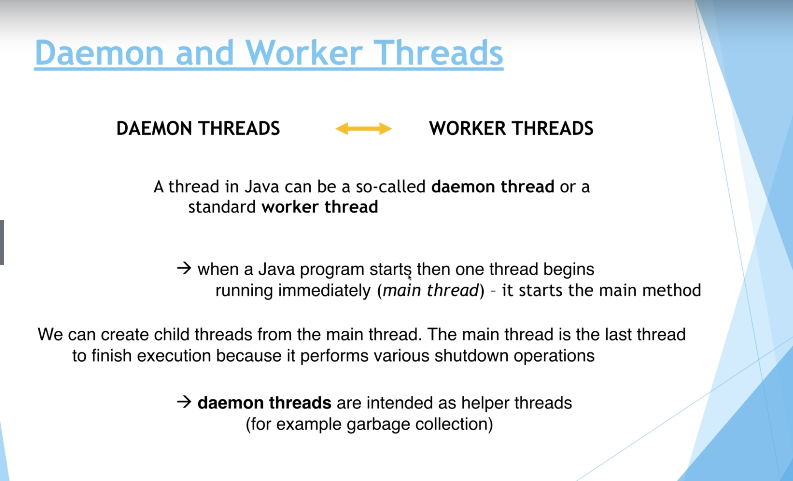 Daemon and Worker Threads
DAEMON THREADS WORKER THREADS
A thread in Java can be a so-called daemon thread or a
standard worker thread
→ when a Java program starts then one thread begins
running immediately (main thread) – it starts the main method
We can create child threads from the main thread. The main thread is the last thread
to finish execution because it performs various shutdown operations
→ daemon threads are intended as helper threads
(for example garbage collection)